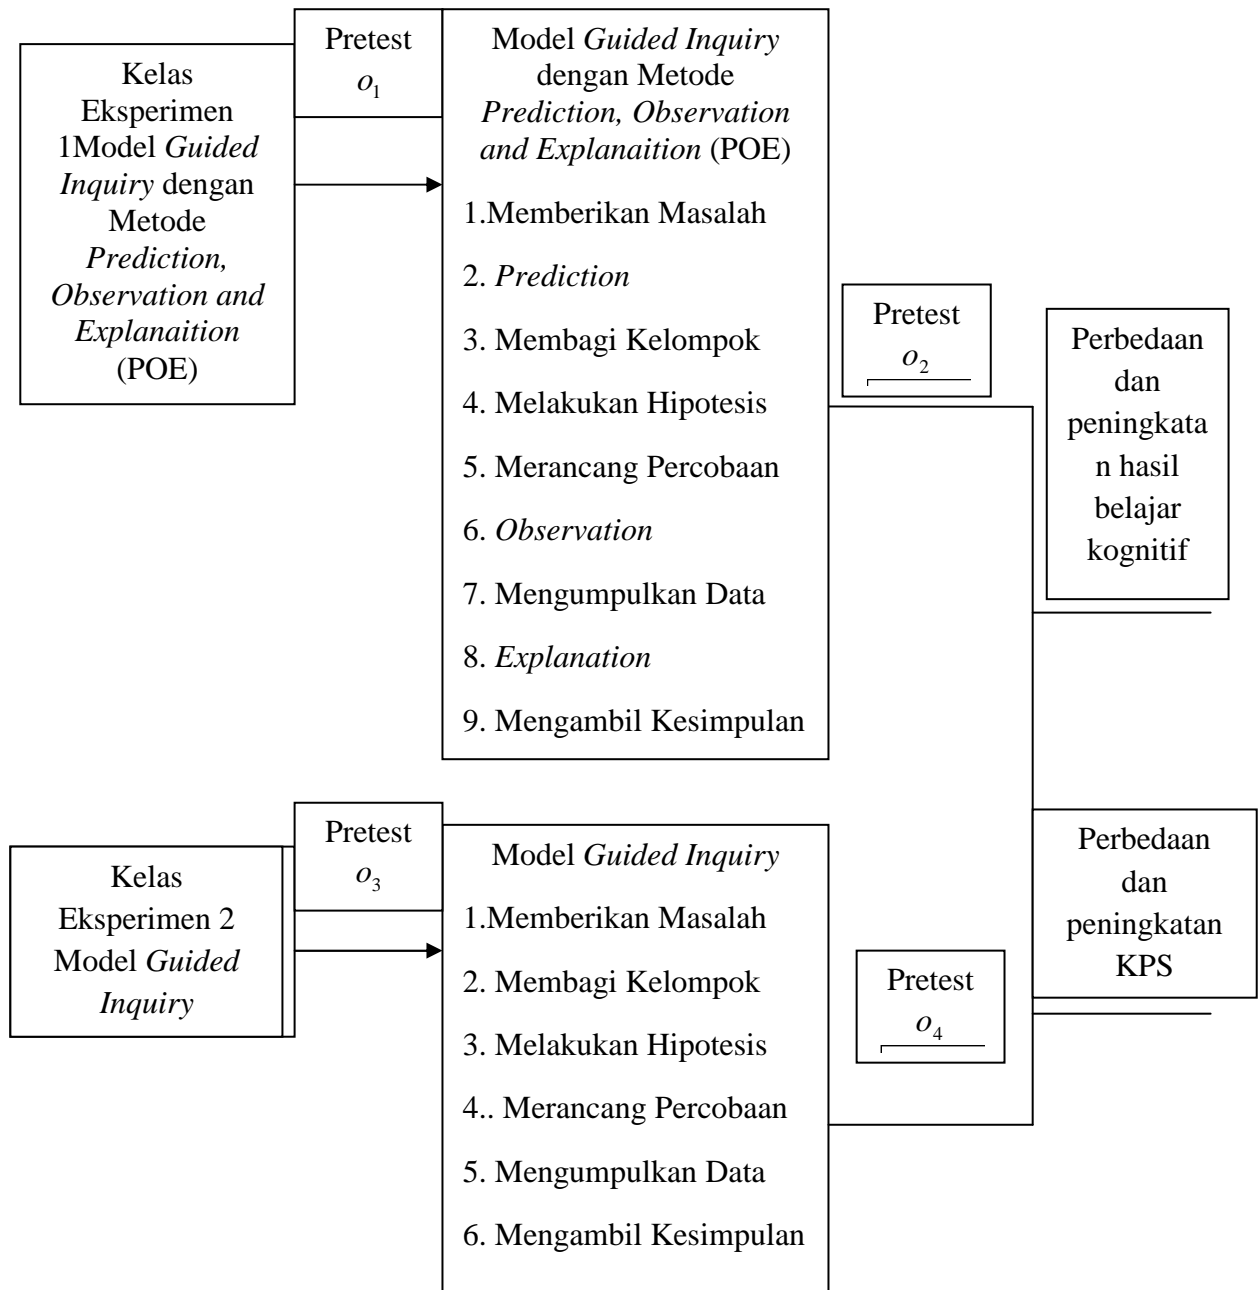 Kelas
Eksperimen
1Model Guided
Inquiry dengan
Metode
Prediction,
Observation and
Explanaition
(POE)
Pretest
o1
Model Guided Inquiry
dengan Metode
Prediction, Observation
and Explanaition (POE)
1.Memberikan Masalah
2. Prediction
3. Membagi Kelompok
4. Melakukan Hipotesis
5. Merancang Percobaan
6. Observation
7. Mengumpulkan Data
8. Explanation
9. Mengambil Kesimpulan
Pretest
o2
Perbedaan
dan
peningkata
n hasil
belajar
kognitif
Kelas
Eksperimen 2
Model Guided
Inquiry
Pretest
o3
Model Guided Inquiry
1.Memberikan Masalah
2. Membagi Kelompok
3. Melakukan Hipotesis
4.. Merancang Percobaan
5. Mengumpulkan Data
6. Mengambil Kesimpulan
Pretest
o4
Perbedaan
dan
peningkatan
KPS